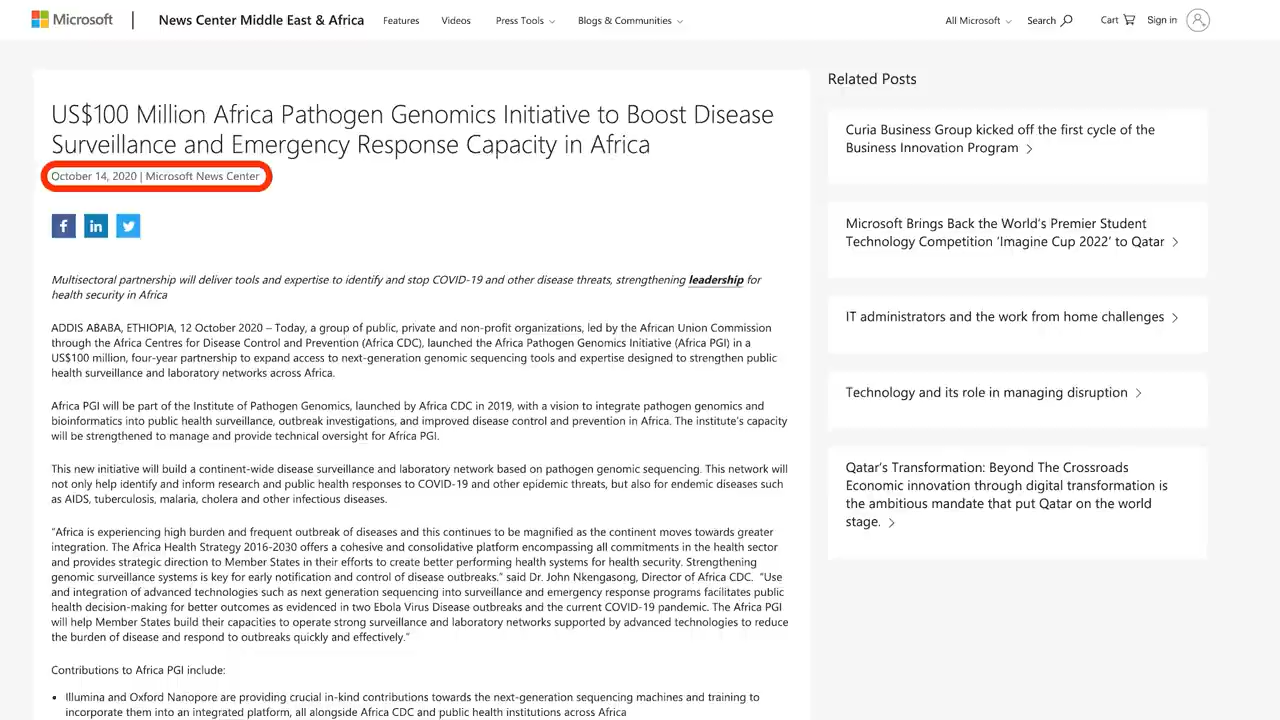 Microsoft
News Center Middle East & Africa
Features
Videos
Press Tools
Blogs & Communities
All Microsoft
Search
Cart
Sign in
US$100 Million Africa Pathogen Genomics Initiative to Boost Disease
Surveillance and Emergency Response Capacity in Africa
October 14, 2020 | Microsoft News Center
f
in
Multisectoral partnership will deliver tools and expertise to identify and stop COVID-19 and other disease threats, strengthening leadership for
health security in Africa
ADDIS ABABA, ETHIOPIA, 12 October 2020 – Today, a group of public, private and non-profit organizations, led by the African Union Commission
through the Africa Centres for Disease Control and Prevention (Africa CDC), launched the Africa Pathogen Genomics Initiative (Africa PGI) in a
US$100 million, four-year partnership to expand access to next-generation genomic sequencing tools and expertise designed to strengthen public
health surveillance and laboratory networks across Africa.
Africa PGI will be part of the Institute of Pathogen Genomics, launched by Africa CDC in 2019, with a vision to integrate pathogen genomics and
bioinformatics into public health surveillance, outbreak investigations, and improved disease control and prevention in Africa. The institute's capacity
will be strengthened to manage and provide technical oversight for Africa PGI.
This new initiative will build a continent-wide disease surveillance and laboratory network based on pathogen genomic sequencing. This network will
not only help identify and inform research and public health responses to COVID-19 and other epidemic threats, but also for endemic diseases such
as AIDS, tuberculosis, malaria, cholera and other infectious diseases.
“Africa is experiencing high burden and frequent outbreak of diseases and this continues to be magnified as the continent moves towards greater
integration. The Africa Health Strategy 2016-2030 offers a cohesive and consolidative platform encompassing all commitments in the health sector
and provides strategic direction to Member States in their efforts to create better performing health systems for health security. Strengthening
genomic surveillance systems is key for early notification and control of disease outbreaks.” said Dr. John Nkengasong, Director of Africa CDC. “Use
and integration of advanced technologies such as next generation sequencing into surveillance and emergency response programs facilitates public
health decision-making for better outcomes as evidenced in two Ebola Virus Disease outbreaks and the current COVID-19 pandemic. The Africa PGI
will help Member States build their capacities to operate strong surveillance and laboratory networks supported by advanced technologies to reduce
the burden of disease and respond to outbreaks quickly and effectively.”
Contributions to Africa PGI include:
• Illumina and Oxford Nanopore are providing crucial in-kind contributions towards the next-generation sequencing machines and training to
incorporate them into an integrated platform, all alongside Africa CDC and public health institutions across Africa
Related Posts
Curia Business Group kicked off the first cycle of the
Business Innovation Program
Microsoft Brings Back the World's Premier Student
Technology Competition ‘Imagine Cup 2022’ to Qatar
IT administrators and the work from home challenges
Technology and its role in managing disruption
Qatar's Transformation: Beyond The Crossroads
Economic innovation through digital transformation is
the ambitious mandate that put Qatar on the world
stage.